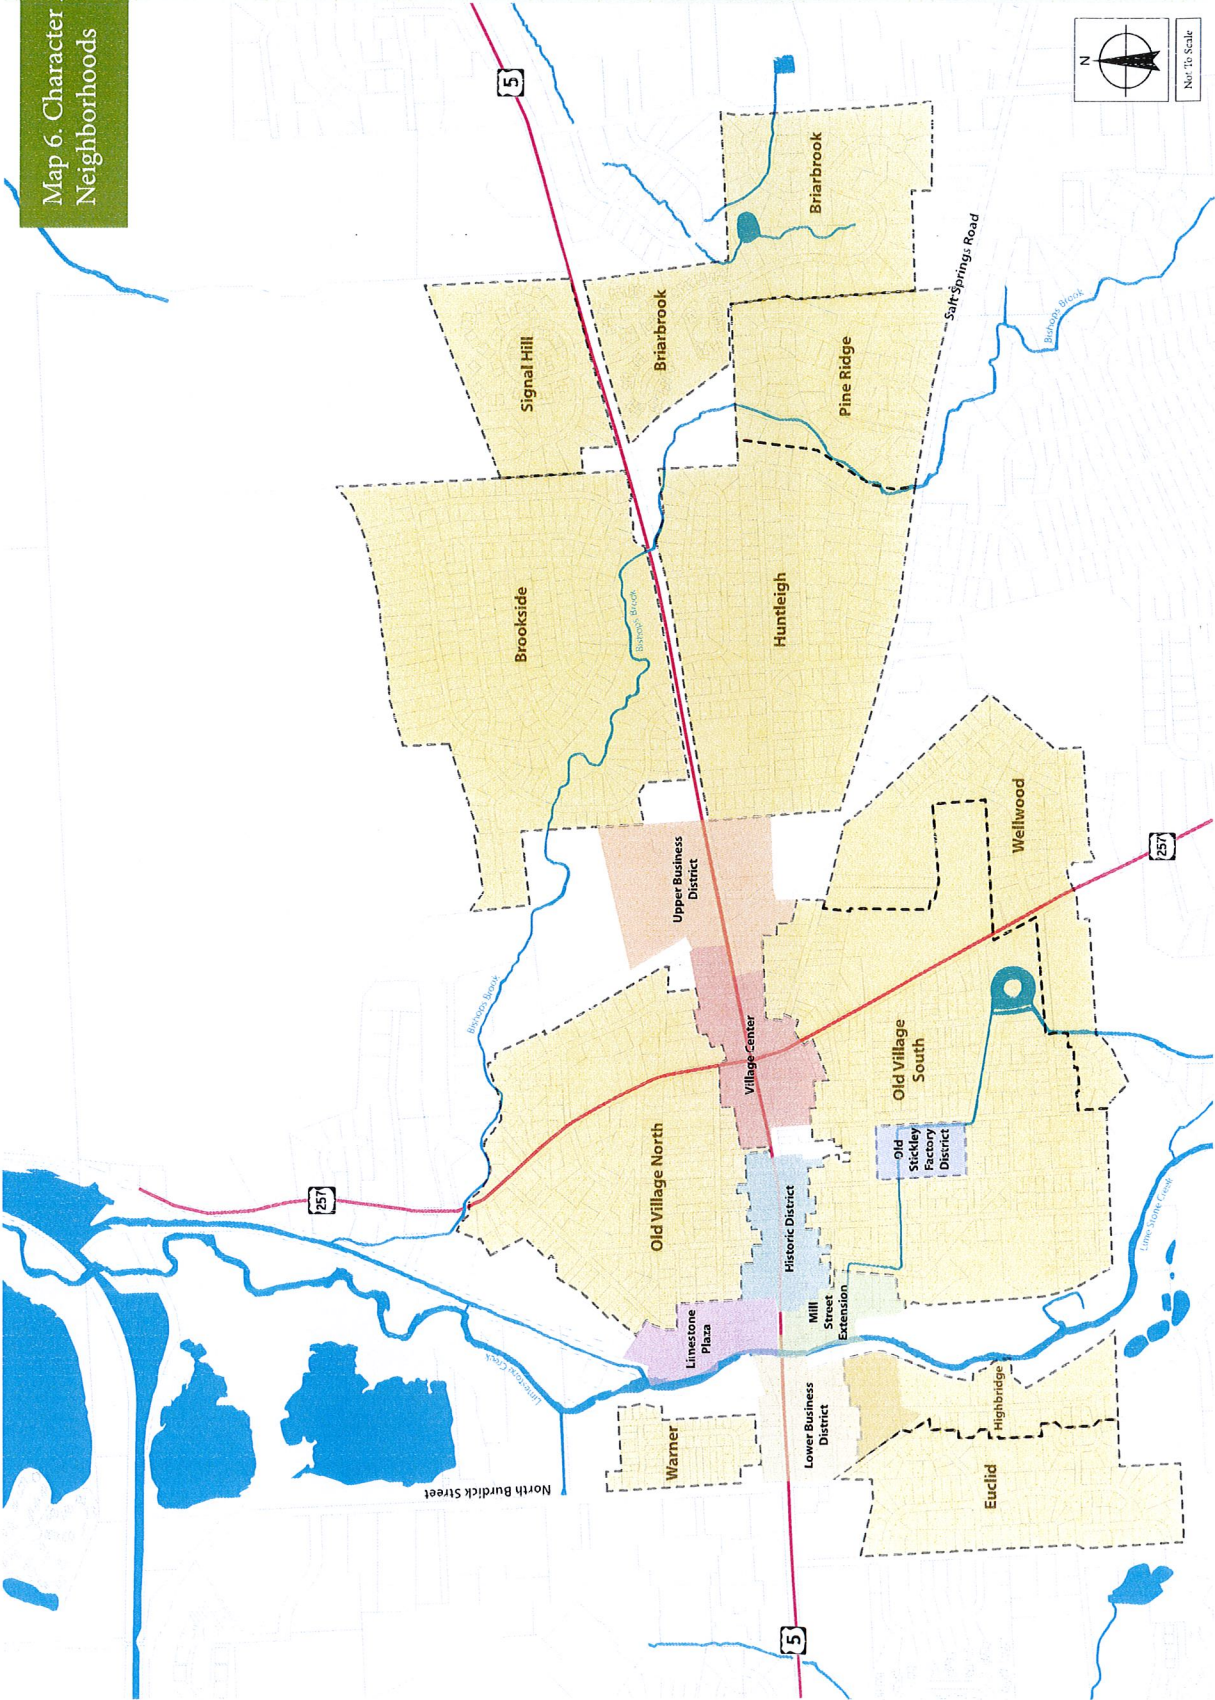 Map 6. Character
Neighborhoods
5
N
Not To Scale
Briarbrook
Salt Springs Road
Bishops Brook
Signal Hill
Briarbrook
Pine Ridge
Brookside
Bishops Brook
Huntleigh
Wellwood
257
Upper Business
District
Bishops Brook
Village Center
Old Village
South
Old
Stickley
Factory
District
257
Old Village North
Historic District
Mill
Street
Extension
Limestone
Plaza
Lime Stone Creek
Limestone Creek
Lower Business
District
Highbridge
Warner
North Burdick Street
Euclid
5